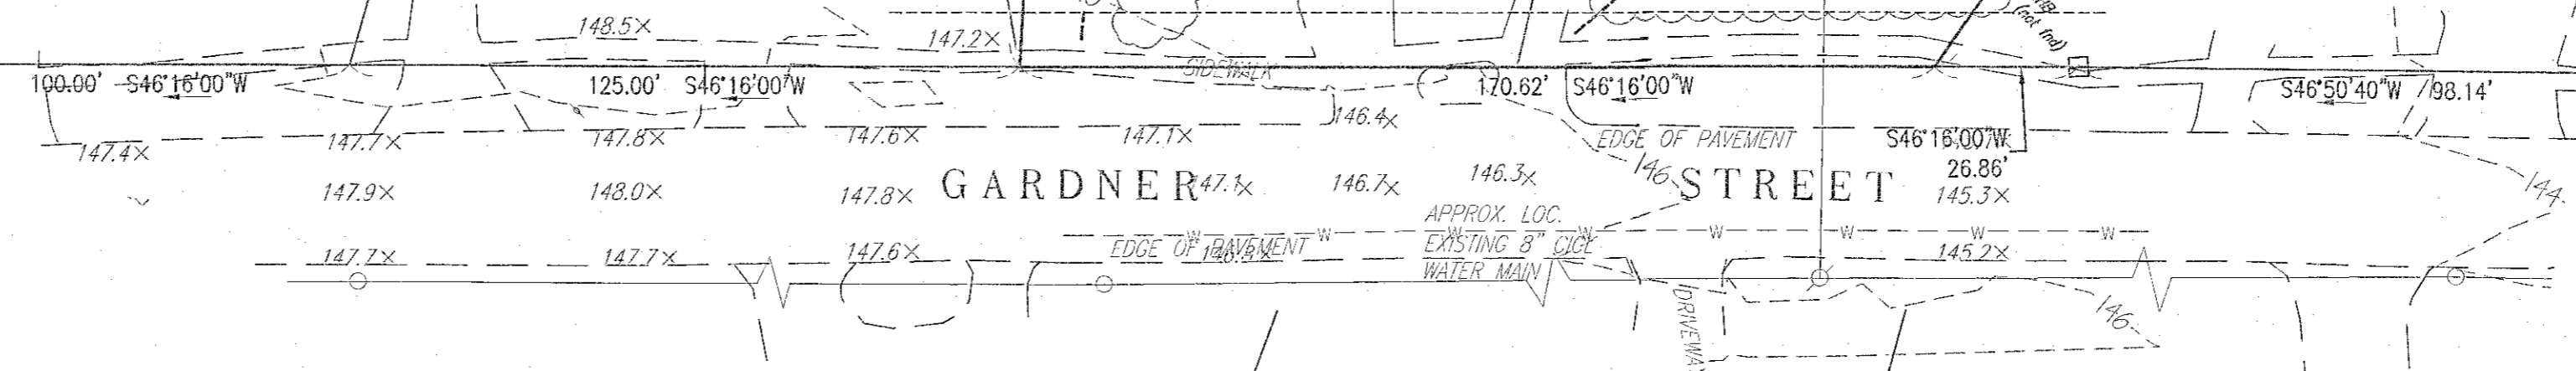 148.5×
147.2×
(not fnd)
SIDEWALK
100.00' S46°16'00"W
125.00' S46°16'00"W
170.62' S46°16'00"W
S46°50'40"W 798.14'
146.4×
147.4×
147.7×
147.8×
147.6×
147.1×
EDGE OF PAVEMENT
S46°16'00"W
26.86'
147.9×
148.0×
147.8×
GARDNER
147.1×
146.7×
146.3×
146
STREET
145.3×
144
APPROX. LOC.
EXISTING 8" CICL
WATER MAIN
W W W W W W W W
147.7×
147.7×
147.6×
EDGE OF PAVEMENT
145.2×
146